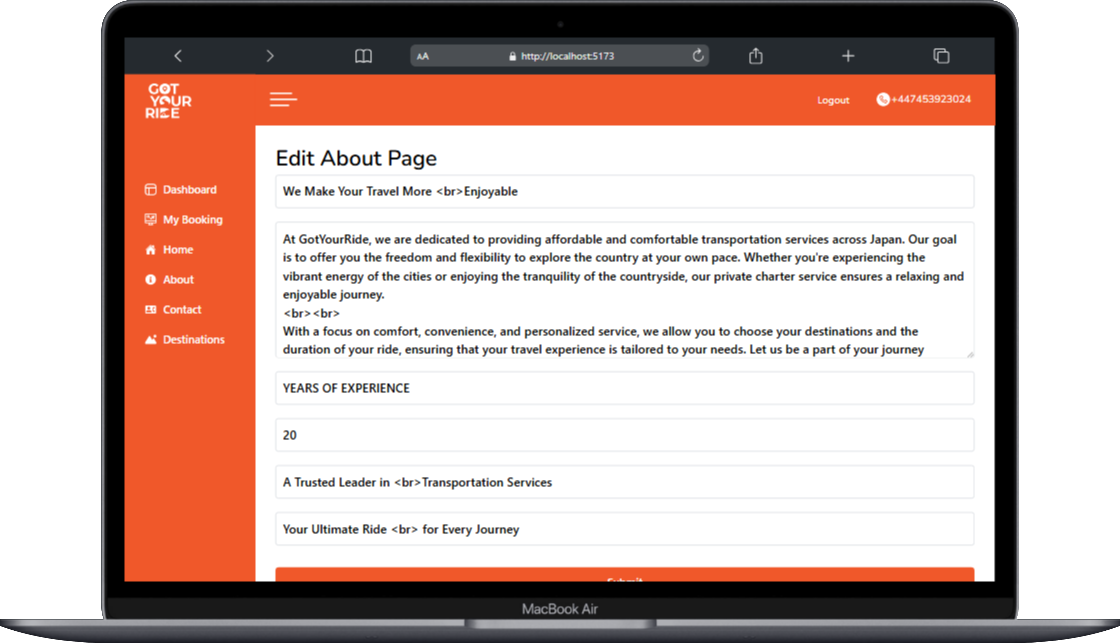 AA http://localhost:5173
GOT
YOUR
RIDE
Logout +447453923024
Dashboard
My Booking
Home
About
Contact
Destinations
Edit About Page
We Make Your Travel More <br>Enjoyable
At GotYourRide, we are dedicated to providing affordable and comfortable transportation services across Japan. Our goal
is to offer you the freedom and flexibility to explore the country at your own pace. Whether you're experiencing the
vibrant energy of the cities or enjoying the tranquility of the countryside, our private charter service ensures a relaxing and
enjoyable journey.
<br><br>
With a focus on comfort, convenience, and personalized service, we allow you to choose your destinations and the
duration of your ride, ensuring that your travel experience is tailored to your needs. Let us be a part of your journey
YEARS OF EXPERIENCE
20
A Trusted Leader in <br>Transportation Services
Your Ultimate Ride <br> for Every Journey
Submit
MacBook Air